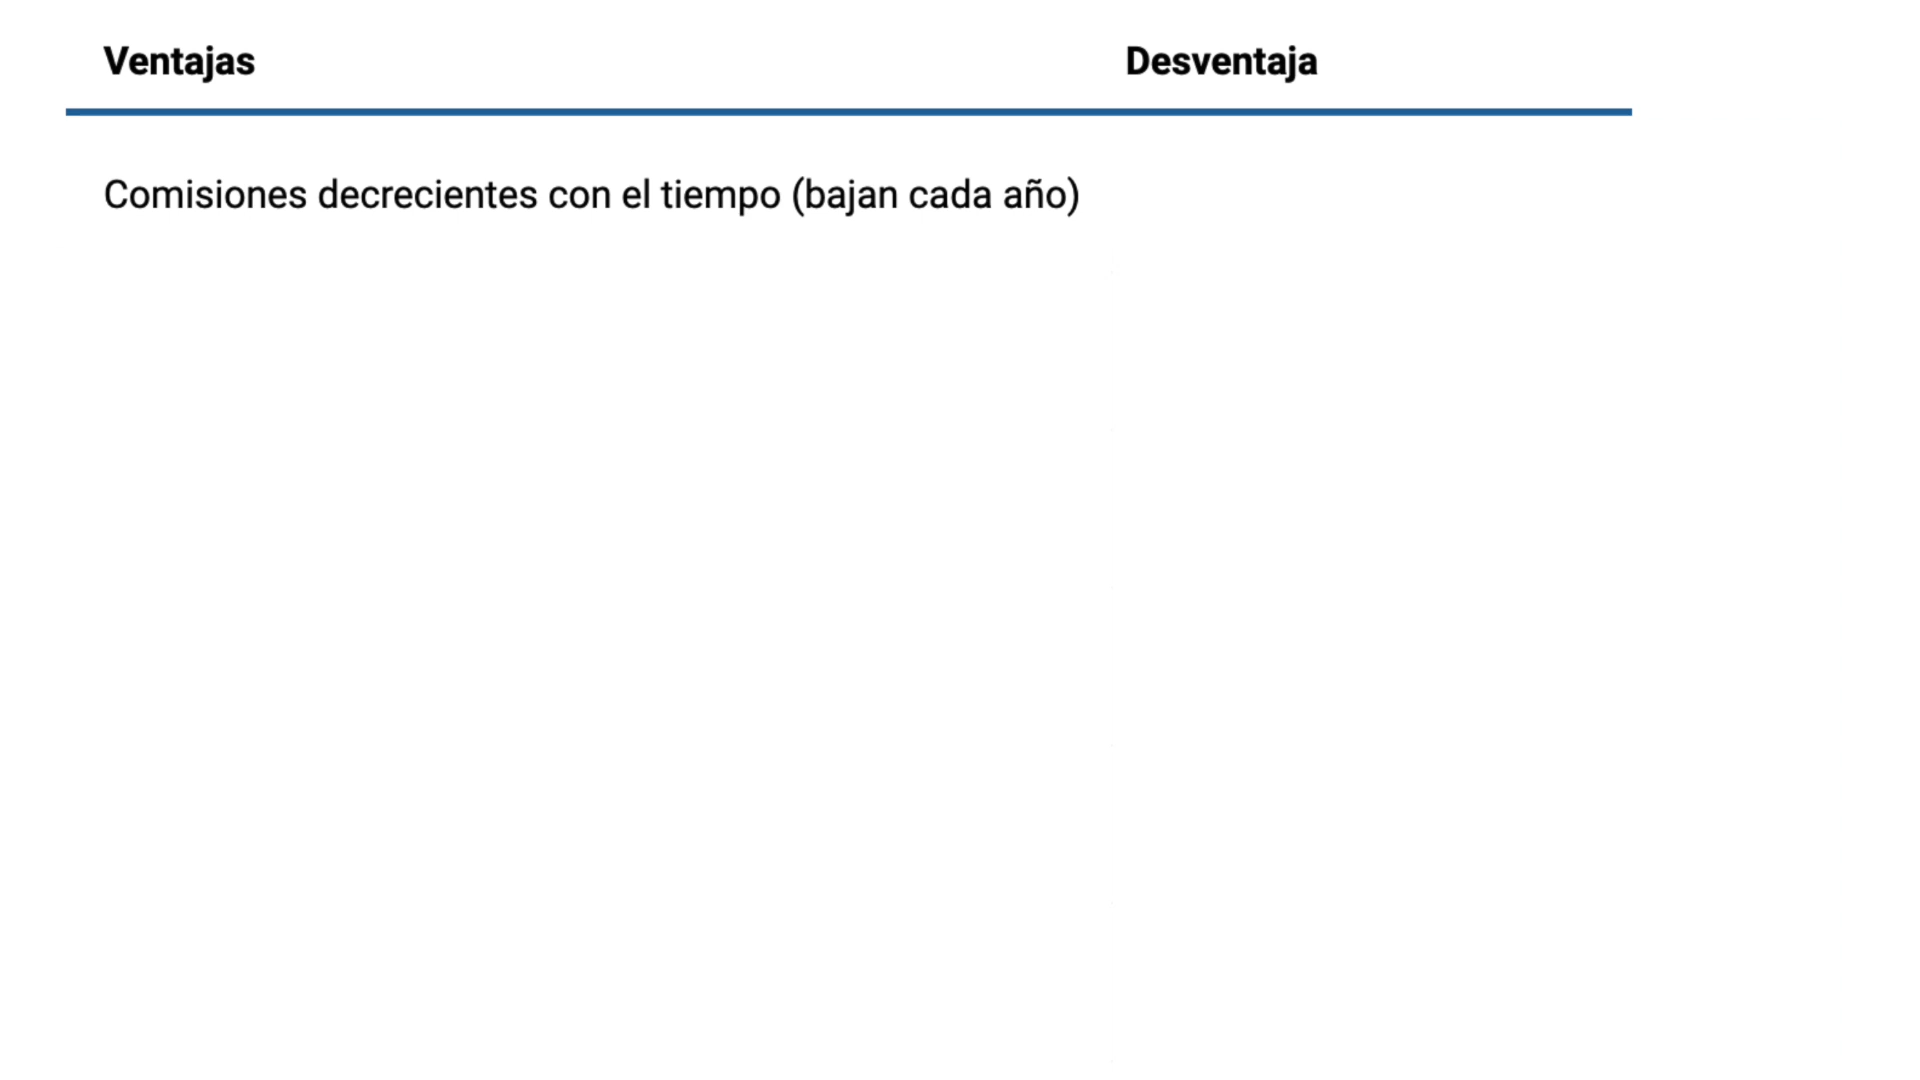 Ventajas
Desventaja
Comisiones decrecientes con el tiempo (bajan cada año)